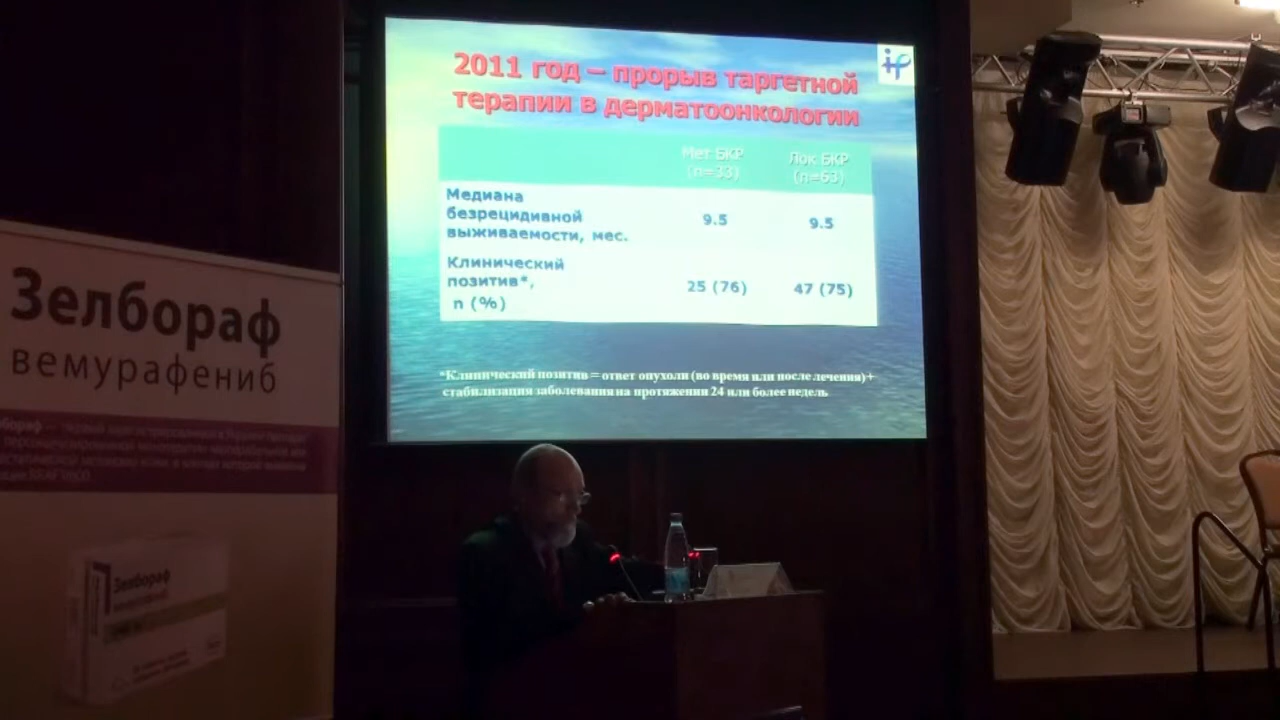 2011 год – прорыв таргетной
терапии в дерматоонкологии
Мет БКР
(n=33)
Лок БКР
(n=63)
Медиана
безрецидивной
выживаемости, мес.
9.5
9.5
Клинический
позитив*,
n (%)
25 (76)
47 (75)
*Клинический позитив = ответ опухоли (во время или после лечения)+
стабилизация заболевания на протяжении 24 или более недель
Зелбораф
вемурафениб
Зелбораф